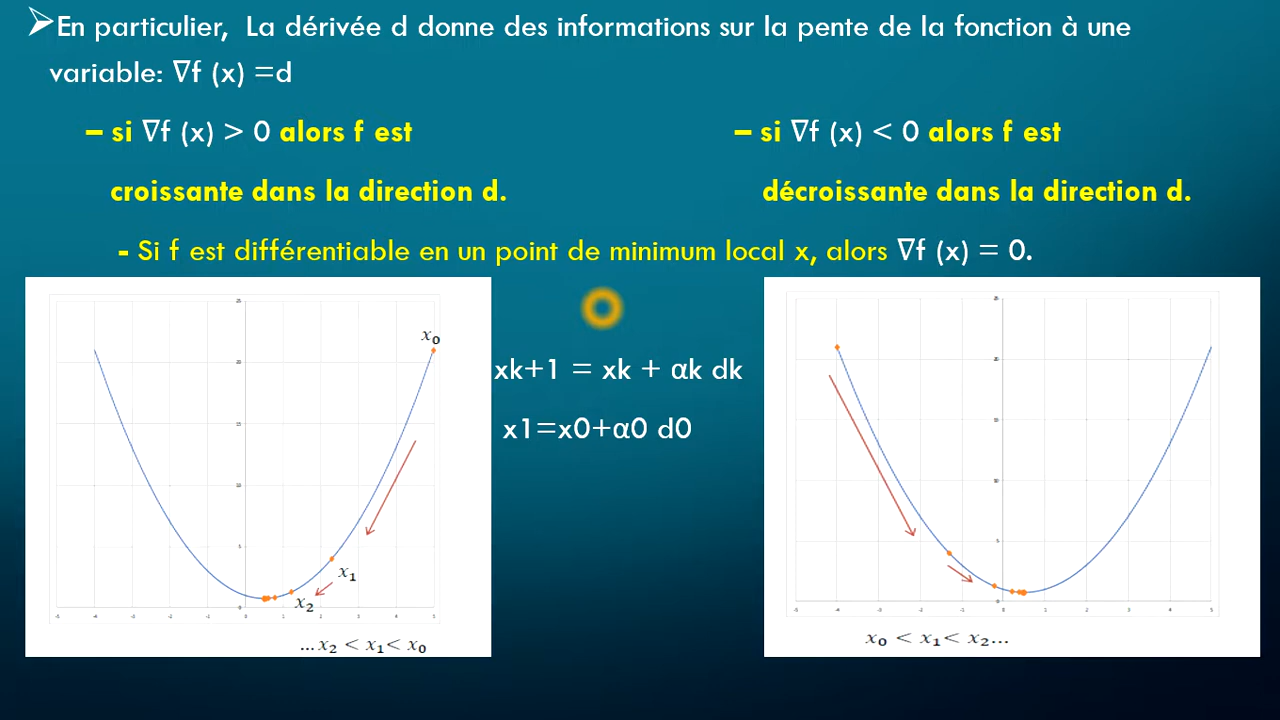 ➢En particulier, La dérivée d donne des informations sur la pente de la fonction à une
variable: ∇f (x) =d
– si ∇f (x) > 0 alors f est
croissante dans la direction d.
– si ∇f (x) < 0 alors f est
décroissante dans la direction d.
- Si f est différentiable en un point de minimum local x, alors ∇f (x) = 0.
x₀
x₁
x₂
...x₂ < x₁< x₀
xk+1 = xk + αk dk
x1=x0+α0 d0
x₀ < x₁< x₂...